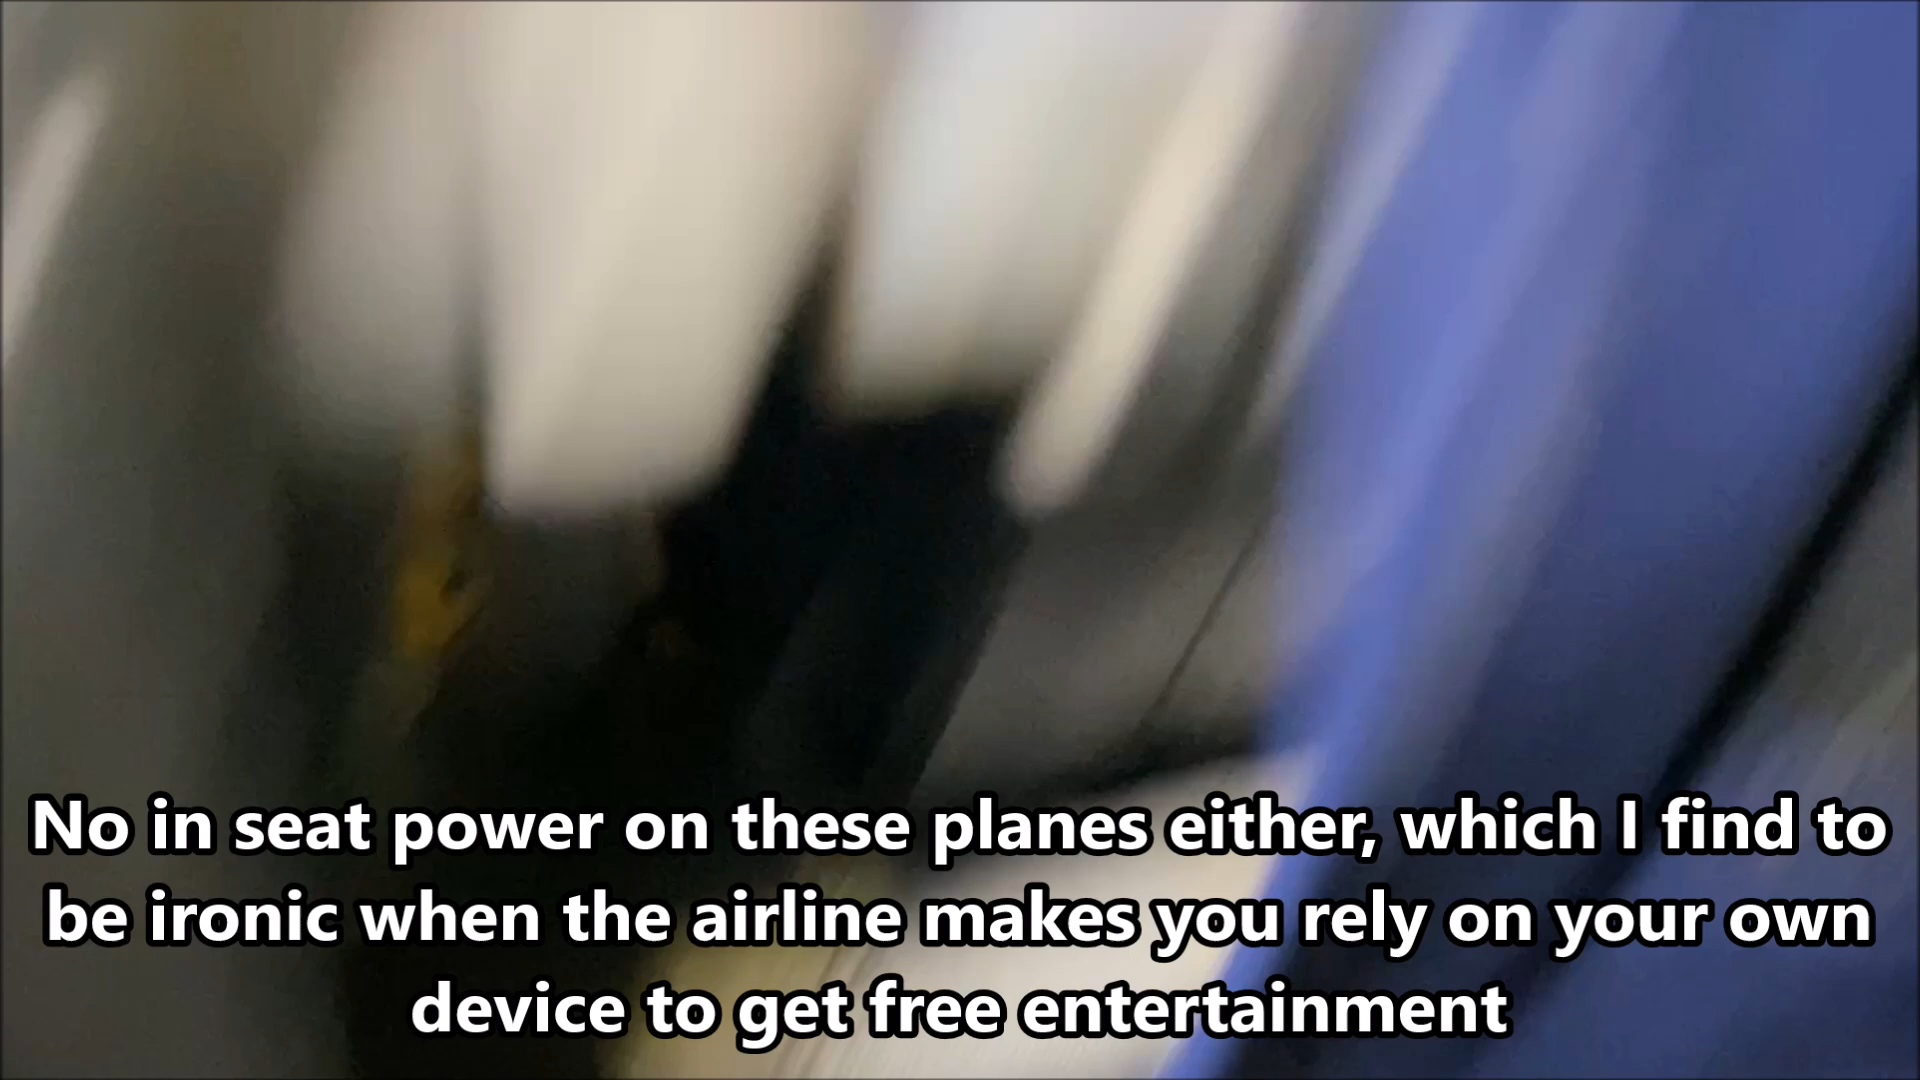 No in seat power on these planes either, which I find to
be ironic when the airline makes you rely on your own
device to get free entertainment